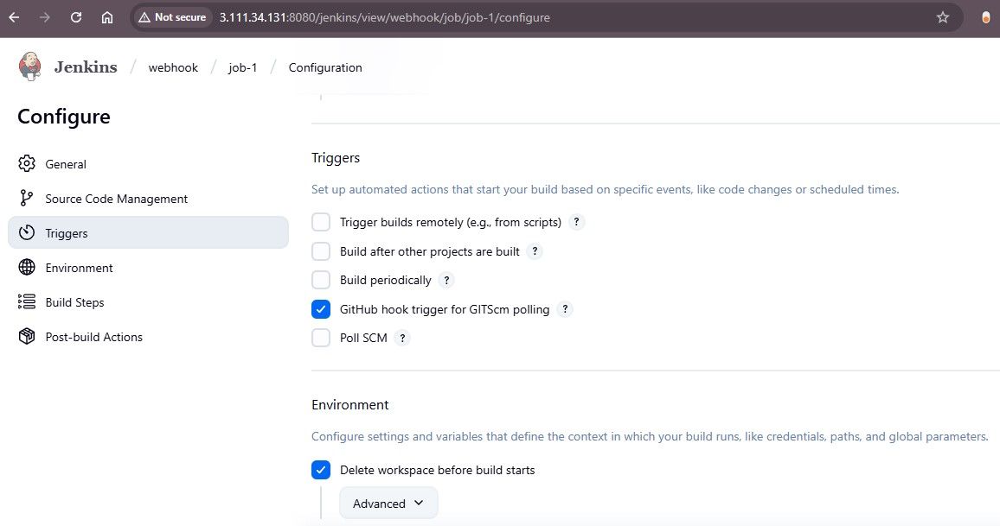 Not secure 3.111.34.131:8080/jenkins/view/webhook/job/job-1/configure
Jenkins / webhook / job-1 / Configuration
Configure
General
Source Code Management
Triggers
Environment
Build Steps
Post-build Actions
Triggers
Set up automated actions that start your build based on specific events, like code changes or scheduled times.
Trigger builds remotely (e.g., from scripts) ?
Build after other projects are built ?
Build periodically ?
GitHub hook trigger for GITScm polling ?
Poll SCM ?
Environment
Configure settings and variables that define the context in which your build runs, like credentials, paths, and global parameters.
Delete workspace before build starts
Advanced